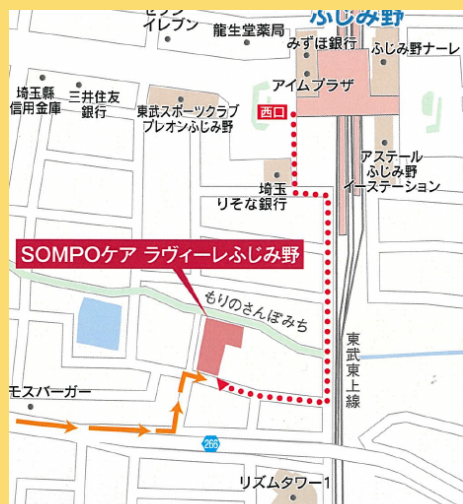 ふじみ野
セブン
イレブン
龍生堂薬局
みずほ銀行
ふじみ野ナーレ
アイムプラザ
埼玉縣
信用金庫
三井住友
銀行
東武スポーツクラブ
プレオンふじみ野
西口
アステール
ふじみ野
イーステーション
埼玉
りそな銀行
SOMPOケア ラヴィーレふじみ野
もりのさんぽみち
東武東上線
モスバーガー
266
リズムタワー1